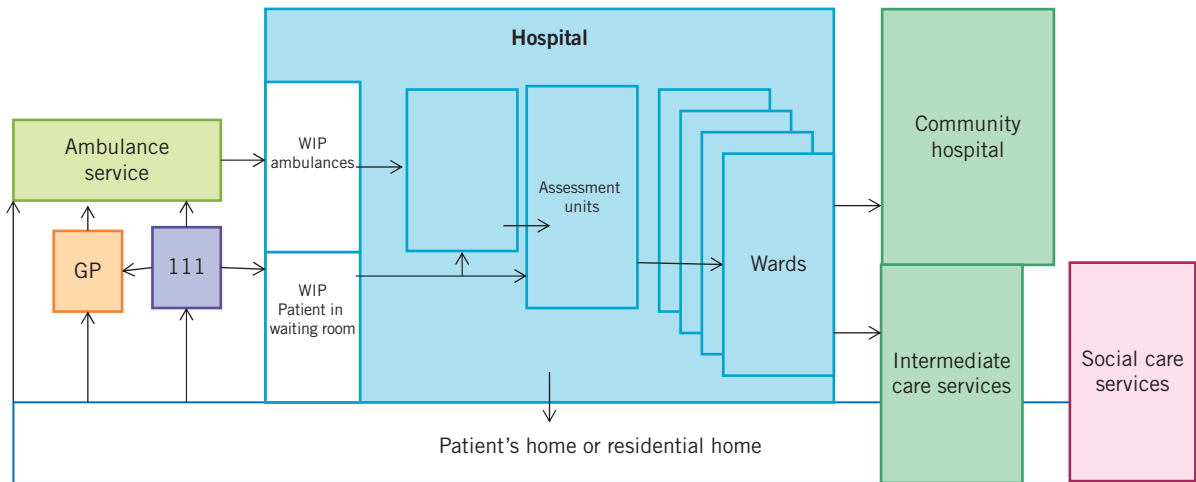 Hospital
Ambulance
service
WIP
ambulances
GP
111
WIP
Patient in
waiting room
Assessment
units
Wards
Community
hospital
Intermediate
care services
Social care
services
Patient's home or residential home